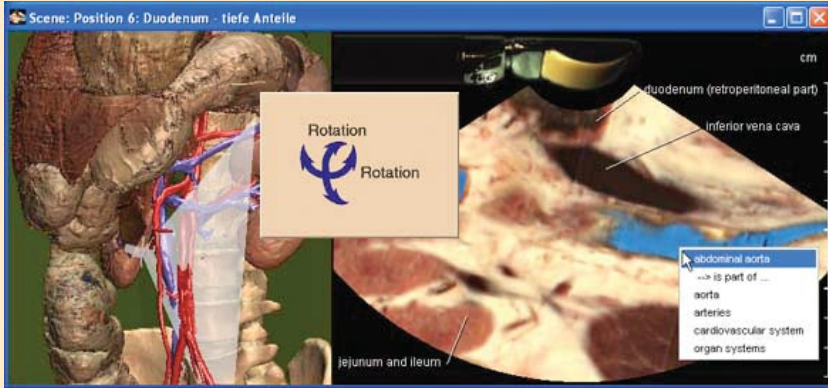 Scene: Position 6: Duodenum - tiefe Anteile
cm
duodenum (retroperitoneal part)
inferior vena cava
Rotation
Rotation
abdominal aorta
--> is part of ...
aorta
arteries
cardiovascular system
organ systems
jejunum and ileum